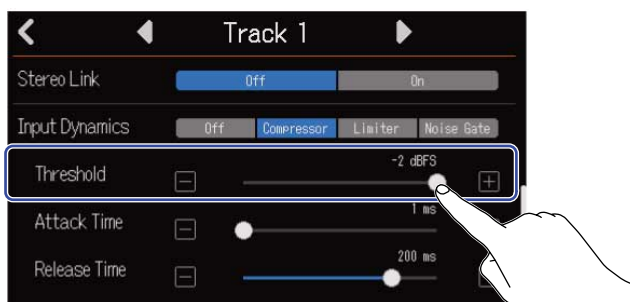 Track 1
Stereo Link Off On
Input Dynamics Off Compressor Limiter Noise Gate
Threshold -2 dBFS
Attack Time 1 ms
Release Time 200 ms